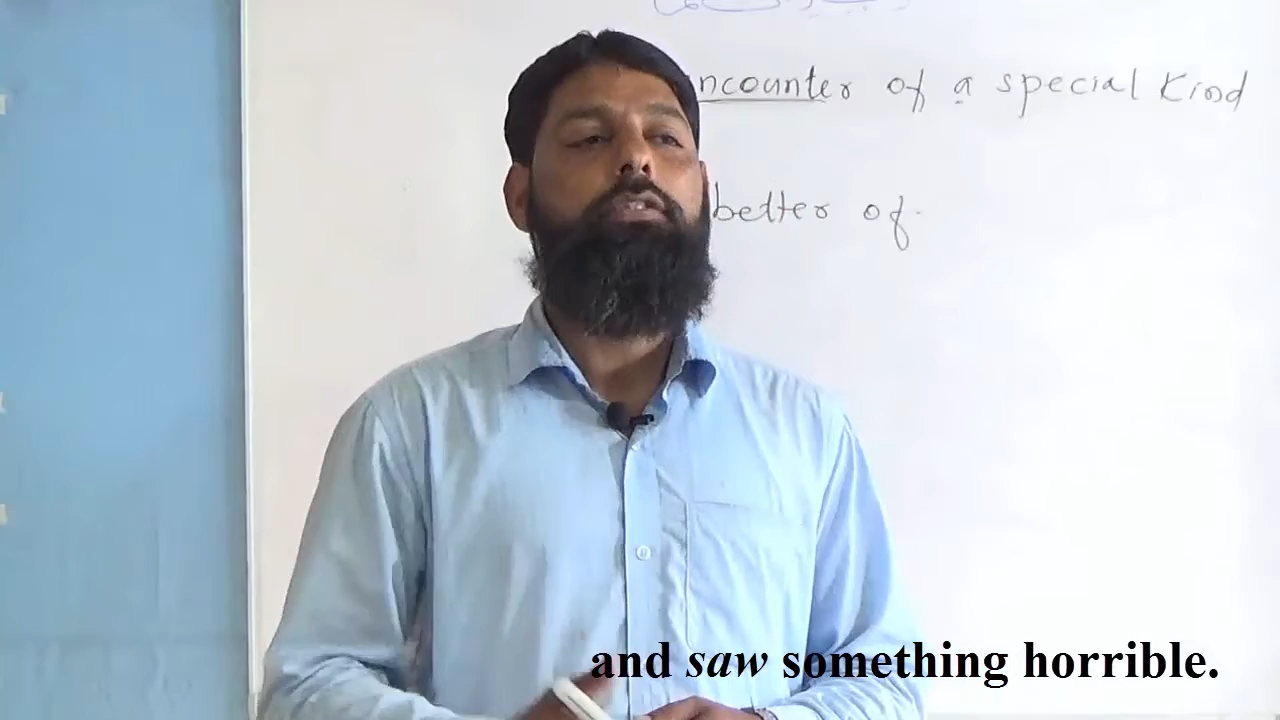 ncounter of a special kind
better of
and saw something horrible.